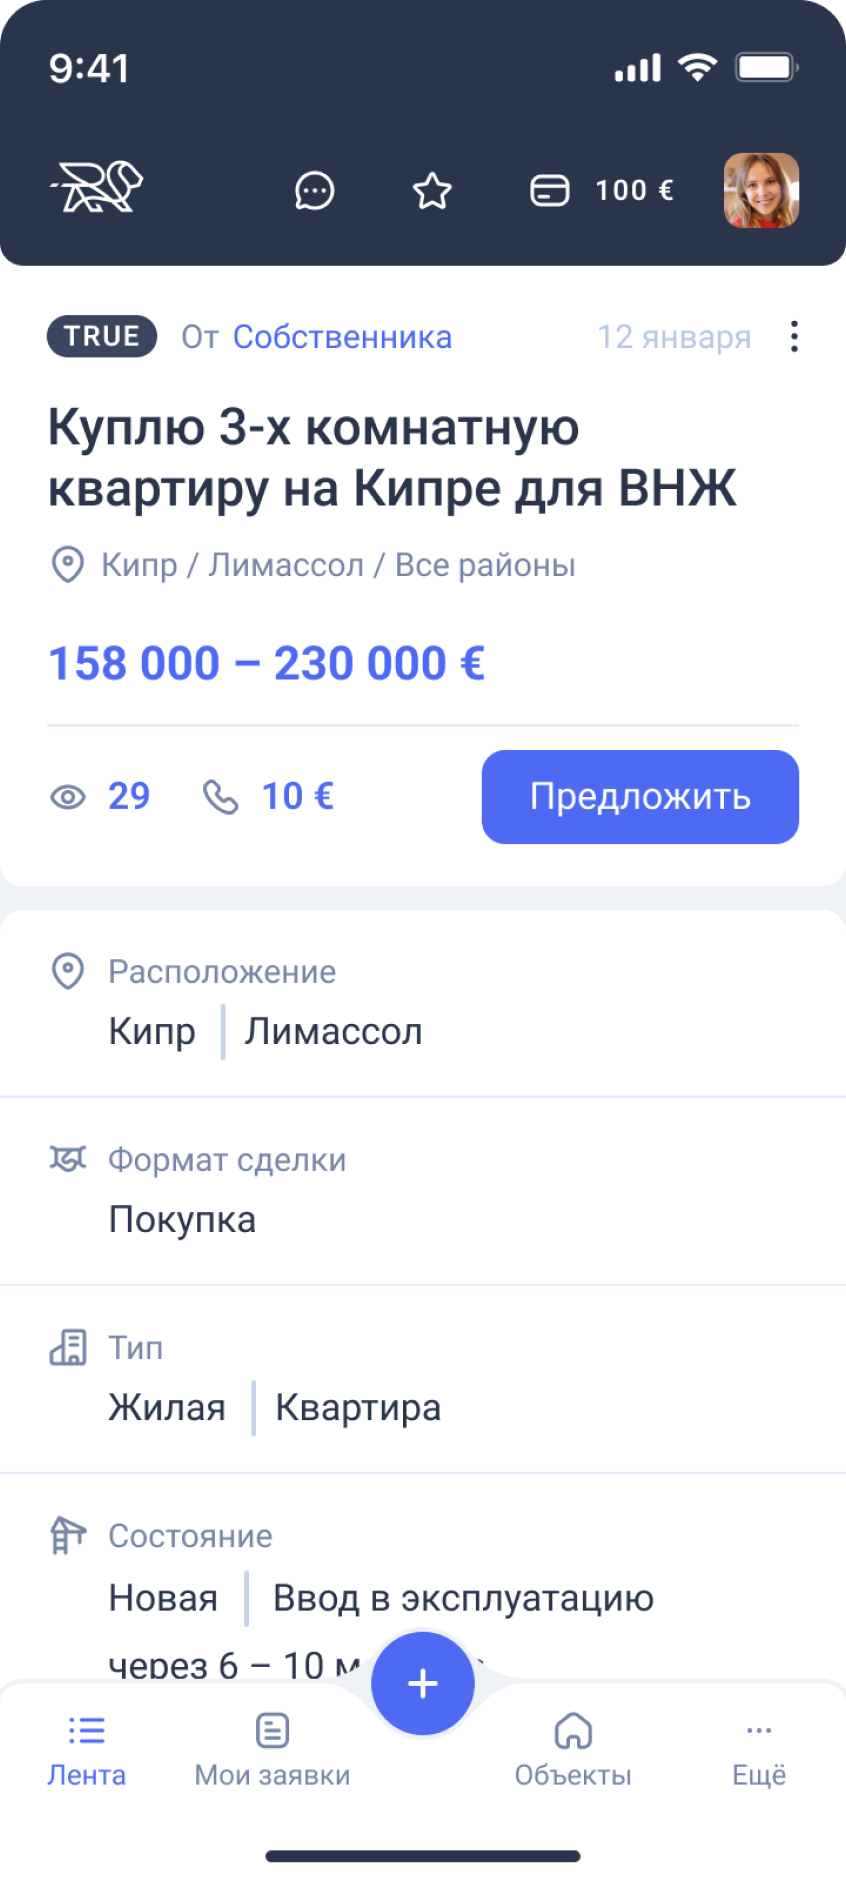 9:41
100 €
TRUE От Собственника 12 января
Куплю 3-х комнатную
квартиру на Кипре для ВНЖ
Кипр / Лимассол / Все районы
158 000 – 230 000 €
29 10 € Предложить
Расположение
Кипр Лимассол
Формат сделки
Покупка
Тип
Жилая Квартира
Состояние
Новая Ввод в эксплуатацию
через 6 – 10
Лента Мои заявки Объекты Ещё